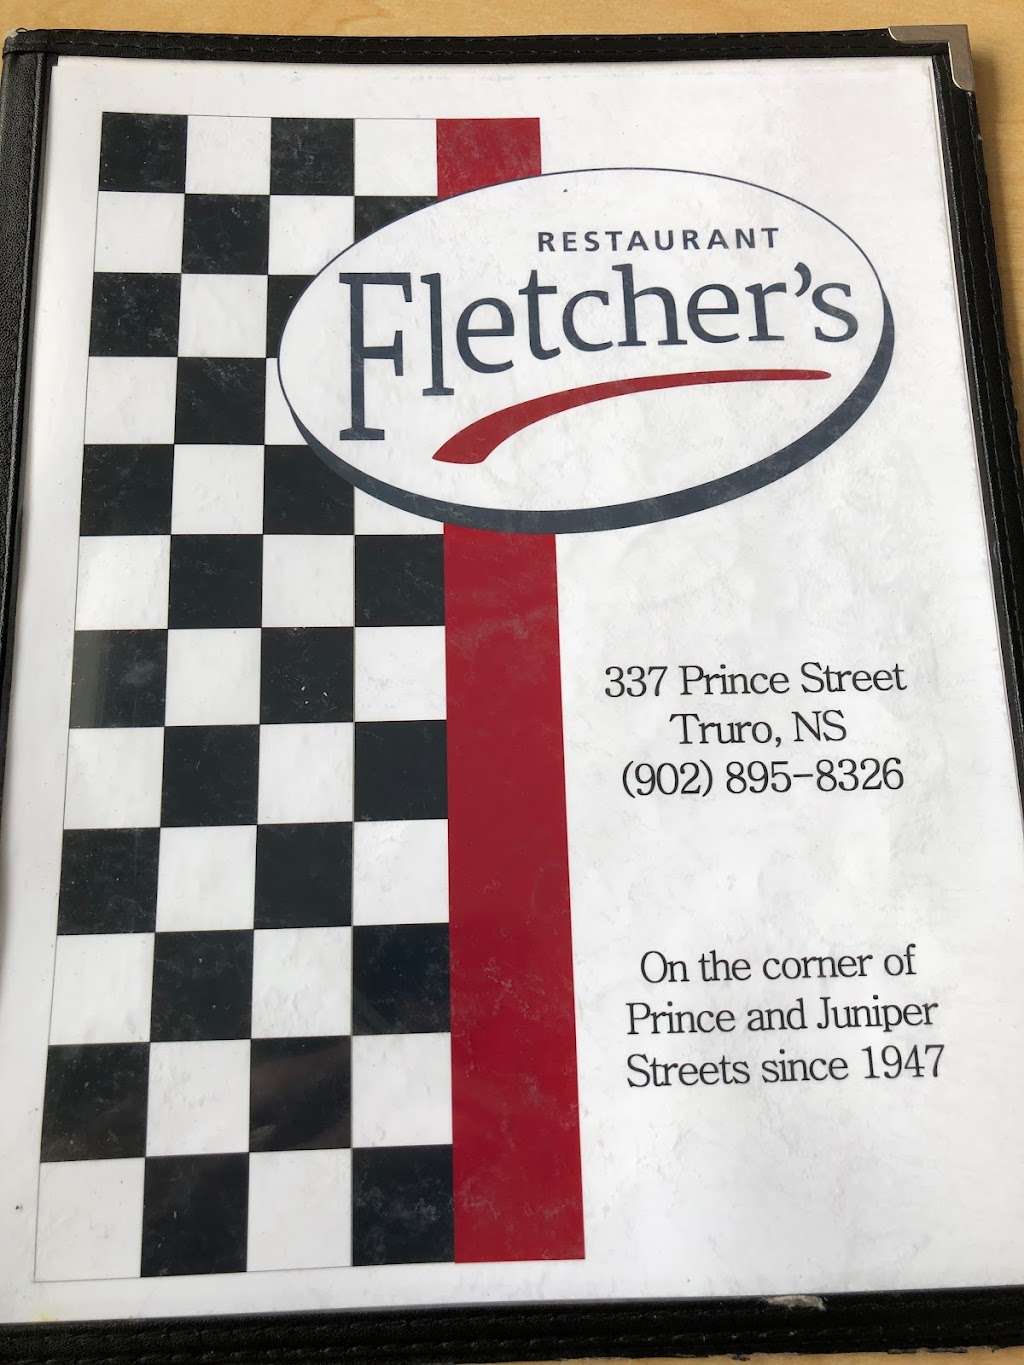 RESTAURANT
Fletcher's
337 Prince Street
Truro, NS
(902) 895-8326
On the corner of
Prince and Juniper
Streets since 1947